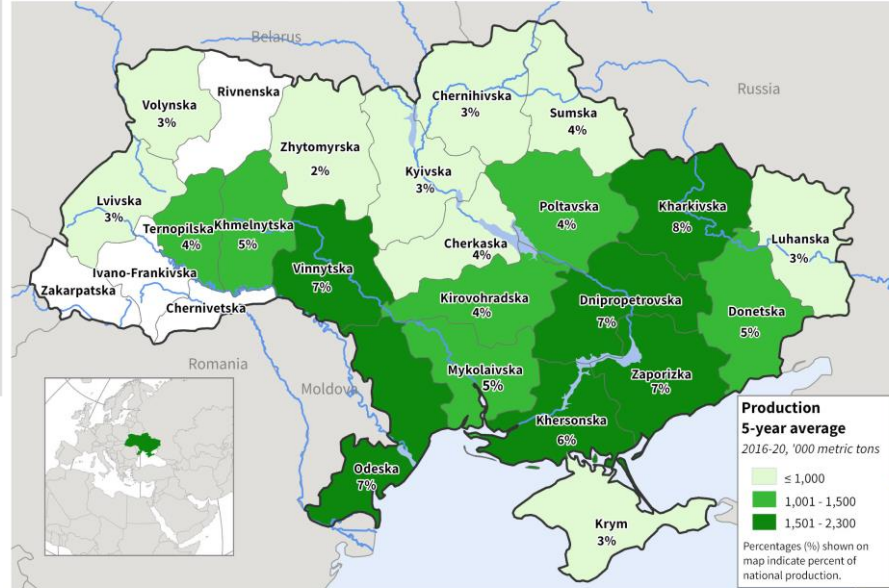 Belarus
Russia
Volynska
3%
Rivnenska
Zhytomyrska
2%
Chernihivska
3%
Sumska
4%
Kyivska
3%
Lvivska
3%
Ternopilska
4%
Khmelnytska
5%
Vinnytska
7%
Cherkaska
4%
Poltavska
4%
Kharkivska
8%
Luhanska
3%
Ivano-Frankivska
Zakarpatska
Chernivetska
Kirovohradska
4%
Dnipropetrovska
7%
Donetska
5%
Romania
Moldova
Mykolaivska
5%
Zaporizka
7%
Khersonska
6%
Odeska
7%
Krym
3%
Production
5-year average
2016-20, '000 metric tons
≤ 1,000
1,001 - 1,500
1,501 - 2,300
Percentages (%) shown on
map indicate percent of
national production.